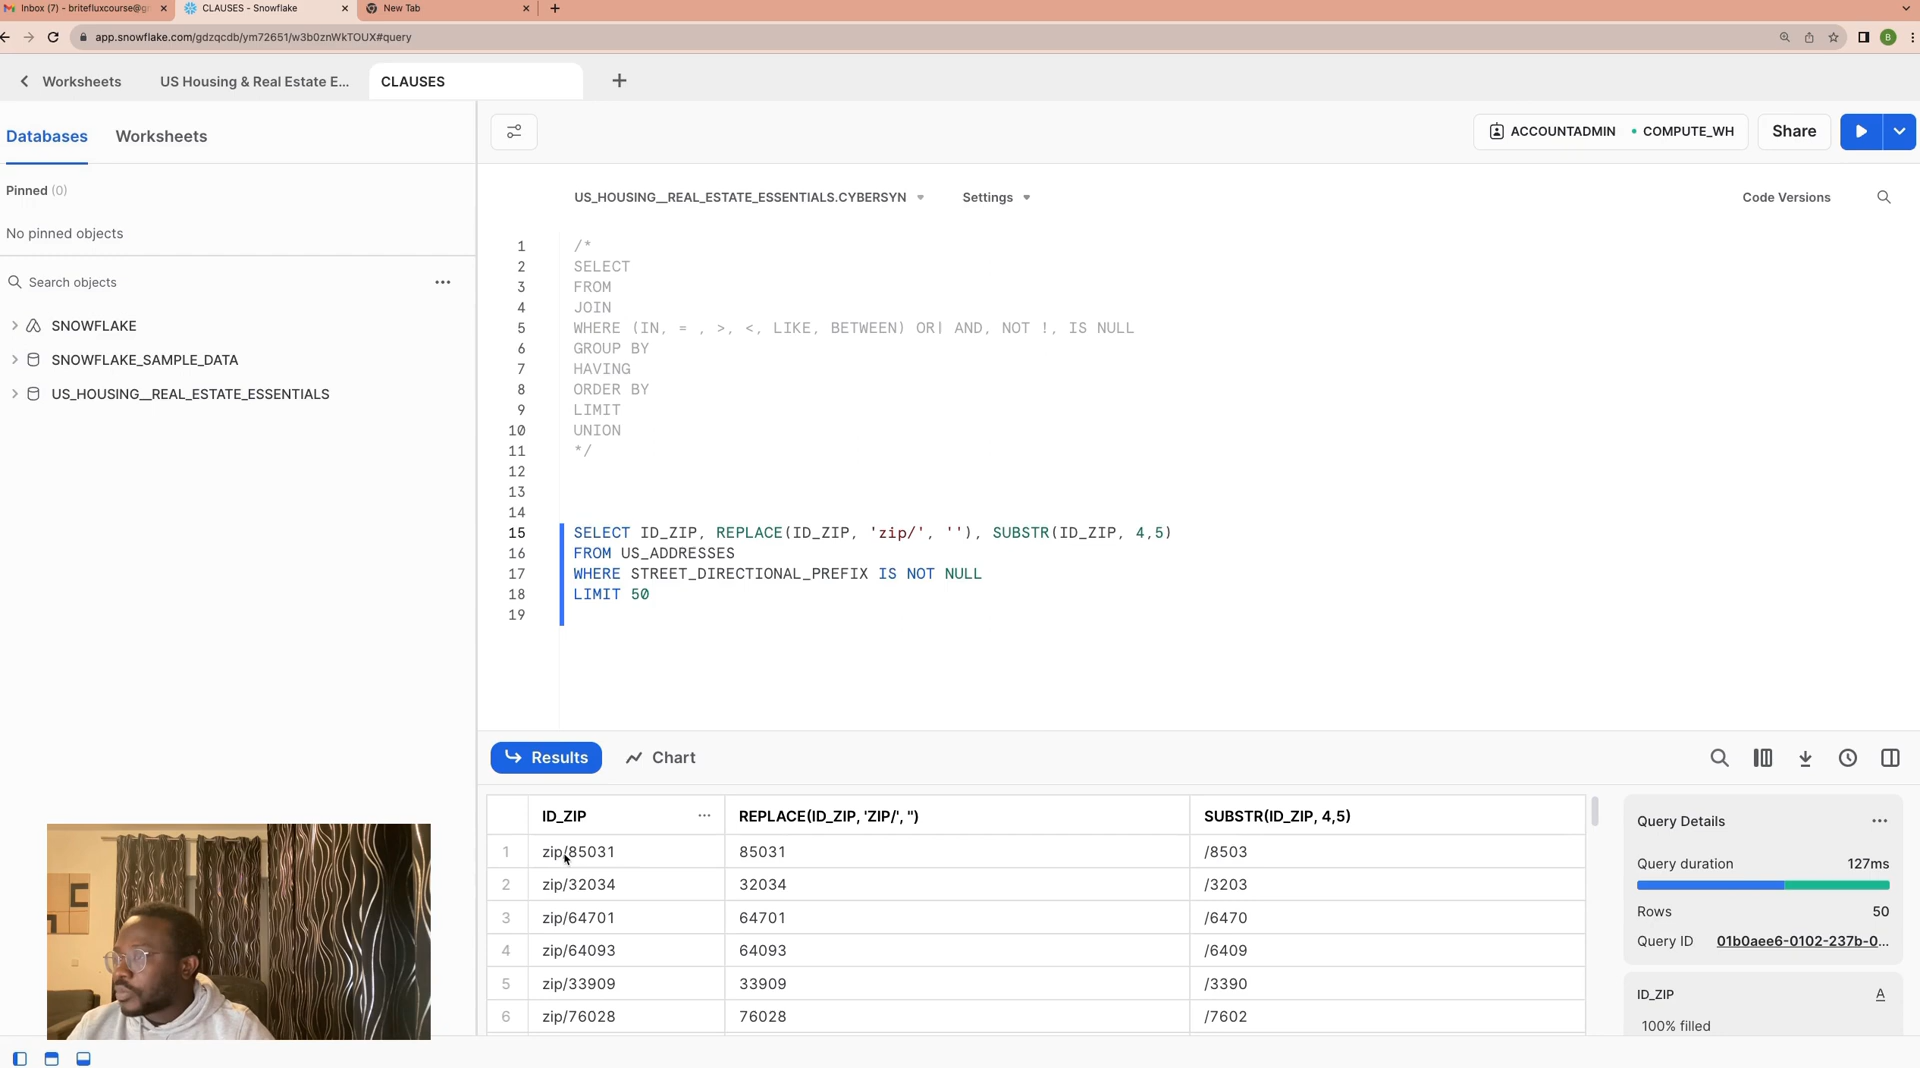 Inbox (7) - britefluxcourse@g
CLAUSES - Snowflake
New Tab
app.snowflake.com/gdzqcdb/ym72651/w3b0znWkTOUX#query
B
Worksheets
US Housing & Real Estate E...
CLAUSES
Databases
Worksheets
ACCOUNTADMIN
COMPUTE_WH
Share
Pinned (0)
No pinned objects
Search objects
SNOWFLAKE
SNOWFLAKE_SAMPLE_DATA
US_HOUSING__REAL_ESTATE_ESSENTIALS
US_HOUSING__REAL_ESTATE_ESSENTIALS.CYBERSYN
Settings
Code Versions
1 /*
2 SELECT
3 FROM
4 JOIN
5 WHERE (IN, = , >, <, LIKE, BETWEEN) OR| AND, NOT !, IS NULL
6 GROUP BY
7 HAVING
8 ORDER BY
9 LIMIT
10 UNION
11 */
12
13
14
15 SELECT ID_ZIP, REPLACE(ID_ZIP, 'zip/', ''), SUBSTR(ID_ZIP, 4,5)
16 FROM US_ADDRESSES
17 WHERE STREET_DIRECTIONAL_PREFIX IS NOT NULL
18 LIMIT 50
19
Results
Chart
ID_ZIP ... REPLACE(ID_ZIP, 'ZIP/', '') SUBSTR(ID_ZIP, 4,5)
1 zip/85031 85031 /8503
2 zip/32034 32034 /3203
3 zip/64701 64701 /6470
4 zip/64093 64093 /6409
5 zip/33909 33909 /3390
6 zip/76028 76028 /7602
Query Details
Query duration 127ms
Rows 50
Query ID 01b0aee6-0102-237b-0...
ID_ZIP A
100% filled